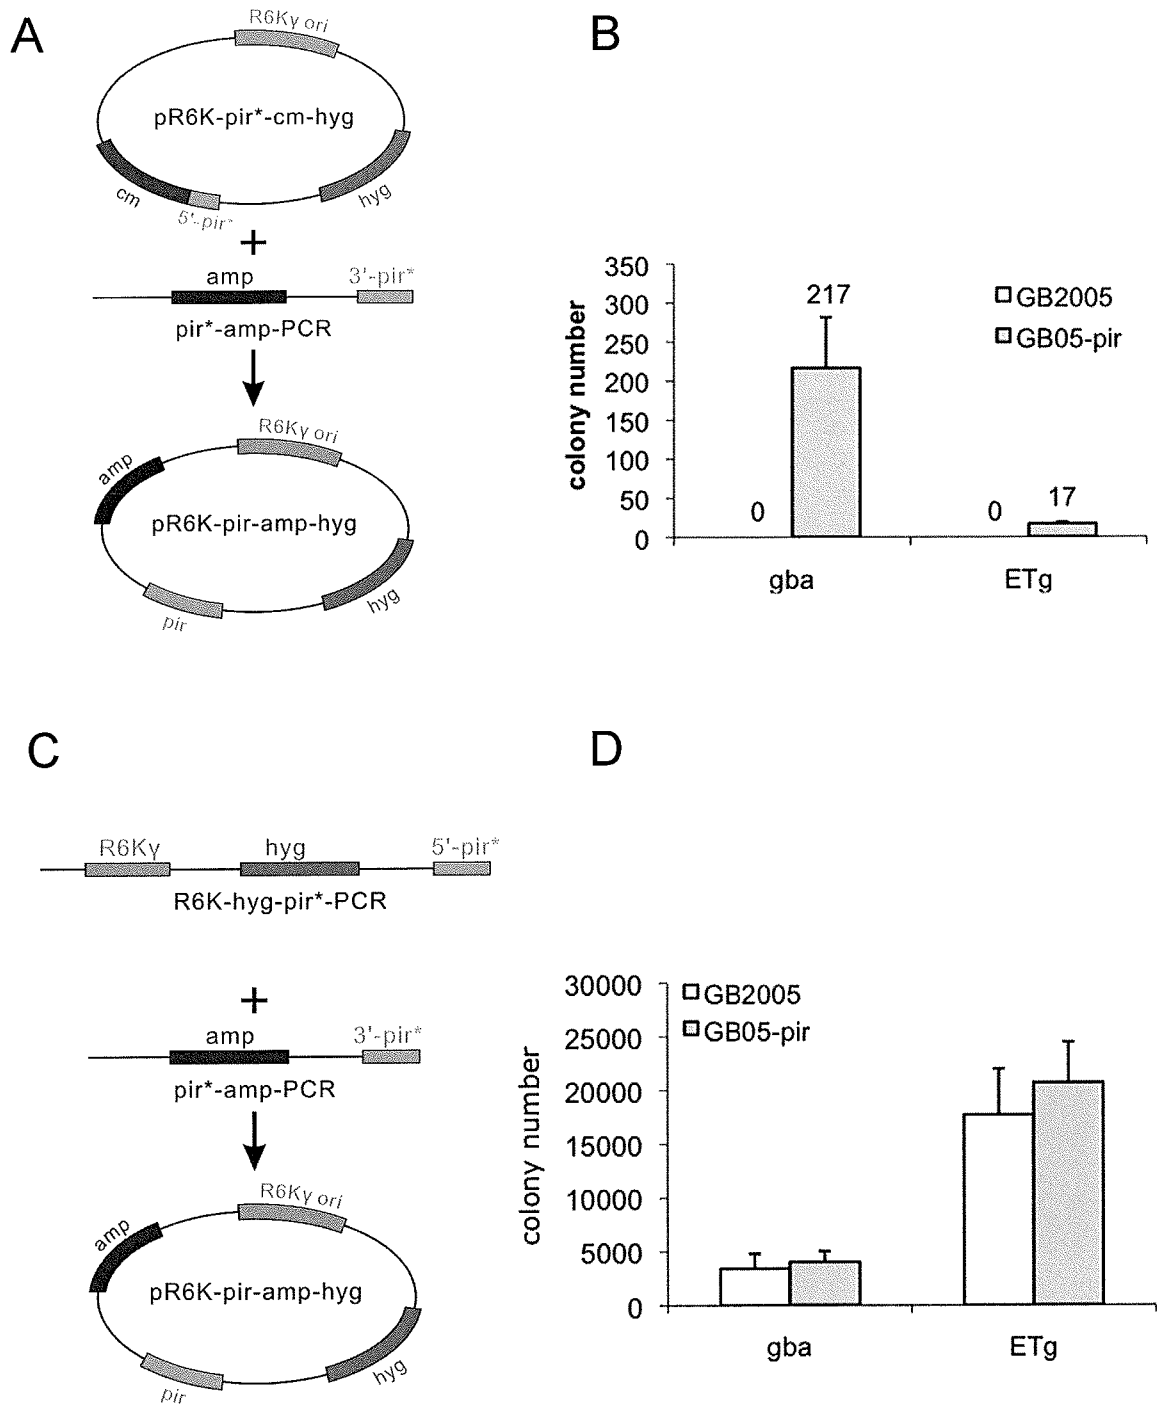 A
R6Kγ ori
pR6K-pir*-cm-hyg
cm
5'-pir*
hyg
+
amp
3'-pir*
pir*-amp-PCR
R6Kγ ori
amp
pR6K-pir-amp-hyg
pir
hyg
B
350
300
250
200
150
100
50
0
colony number
217
0
17
0
GB2005
GB05-pir
gba
ETg
C
R6Kγ
hyg
5'-pir*
R6K-hyg-pir*-PCR
+
amp
3'-pir*
pir*-amp-PCR
R6Kγ ori
amp
pR6K-pir-amp-hyg
pir
hyg
D
30000
25000
20000
15000
10000
5000
0
colony number
GB2005
GB05-pir
gba
ETg